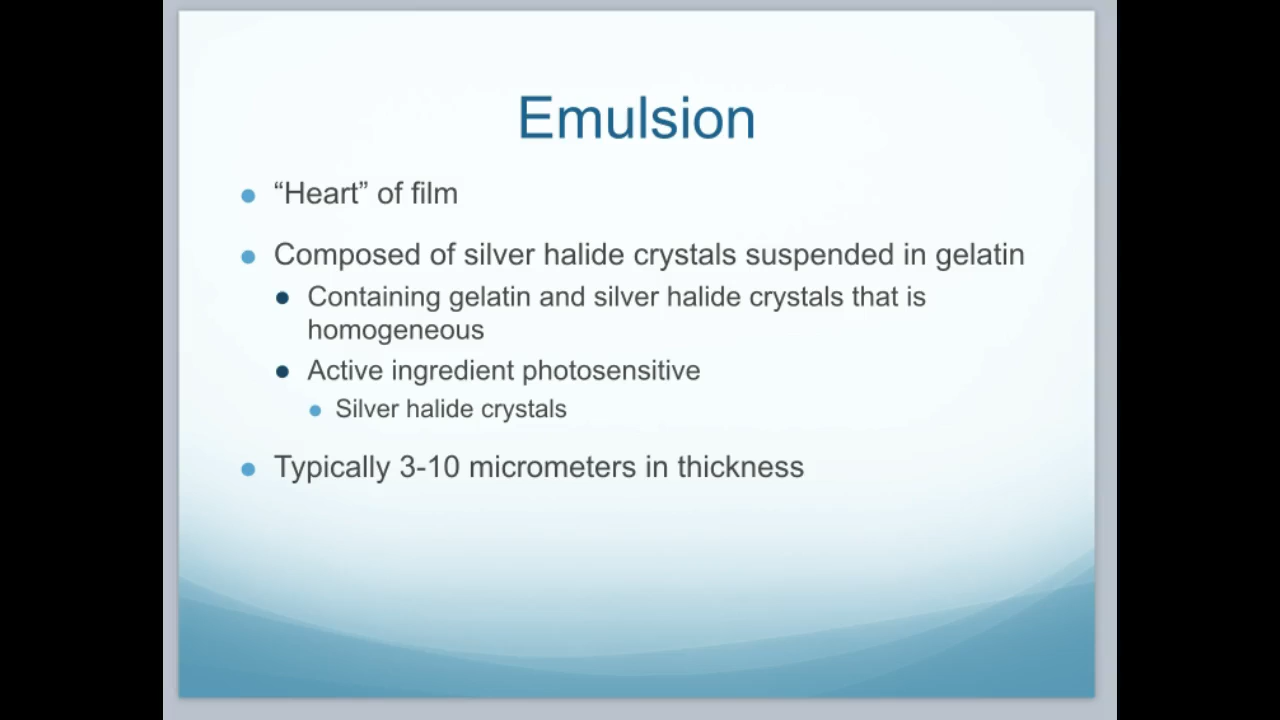 Emulsion
“Heart” of film
Composed of silver halide crystals suspended in gelatin
Containing gelatin and silver halide crystals that is
homogeneous
Active ingredient photosensitive
Silver halide crystals
Typically 3-10 micrometers in thickness